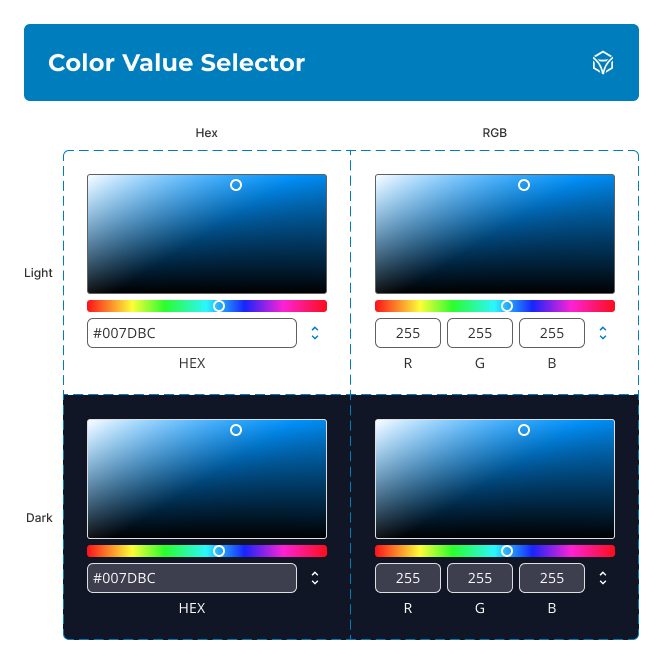 Color Value Selector
Hex
RGB
Light
#007DBC
HEX
255 255 255
R G B
Dark
#007DBC
HEX
255 255 255
R G B